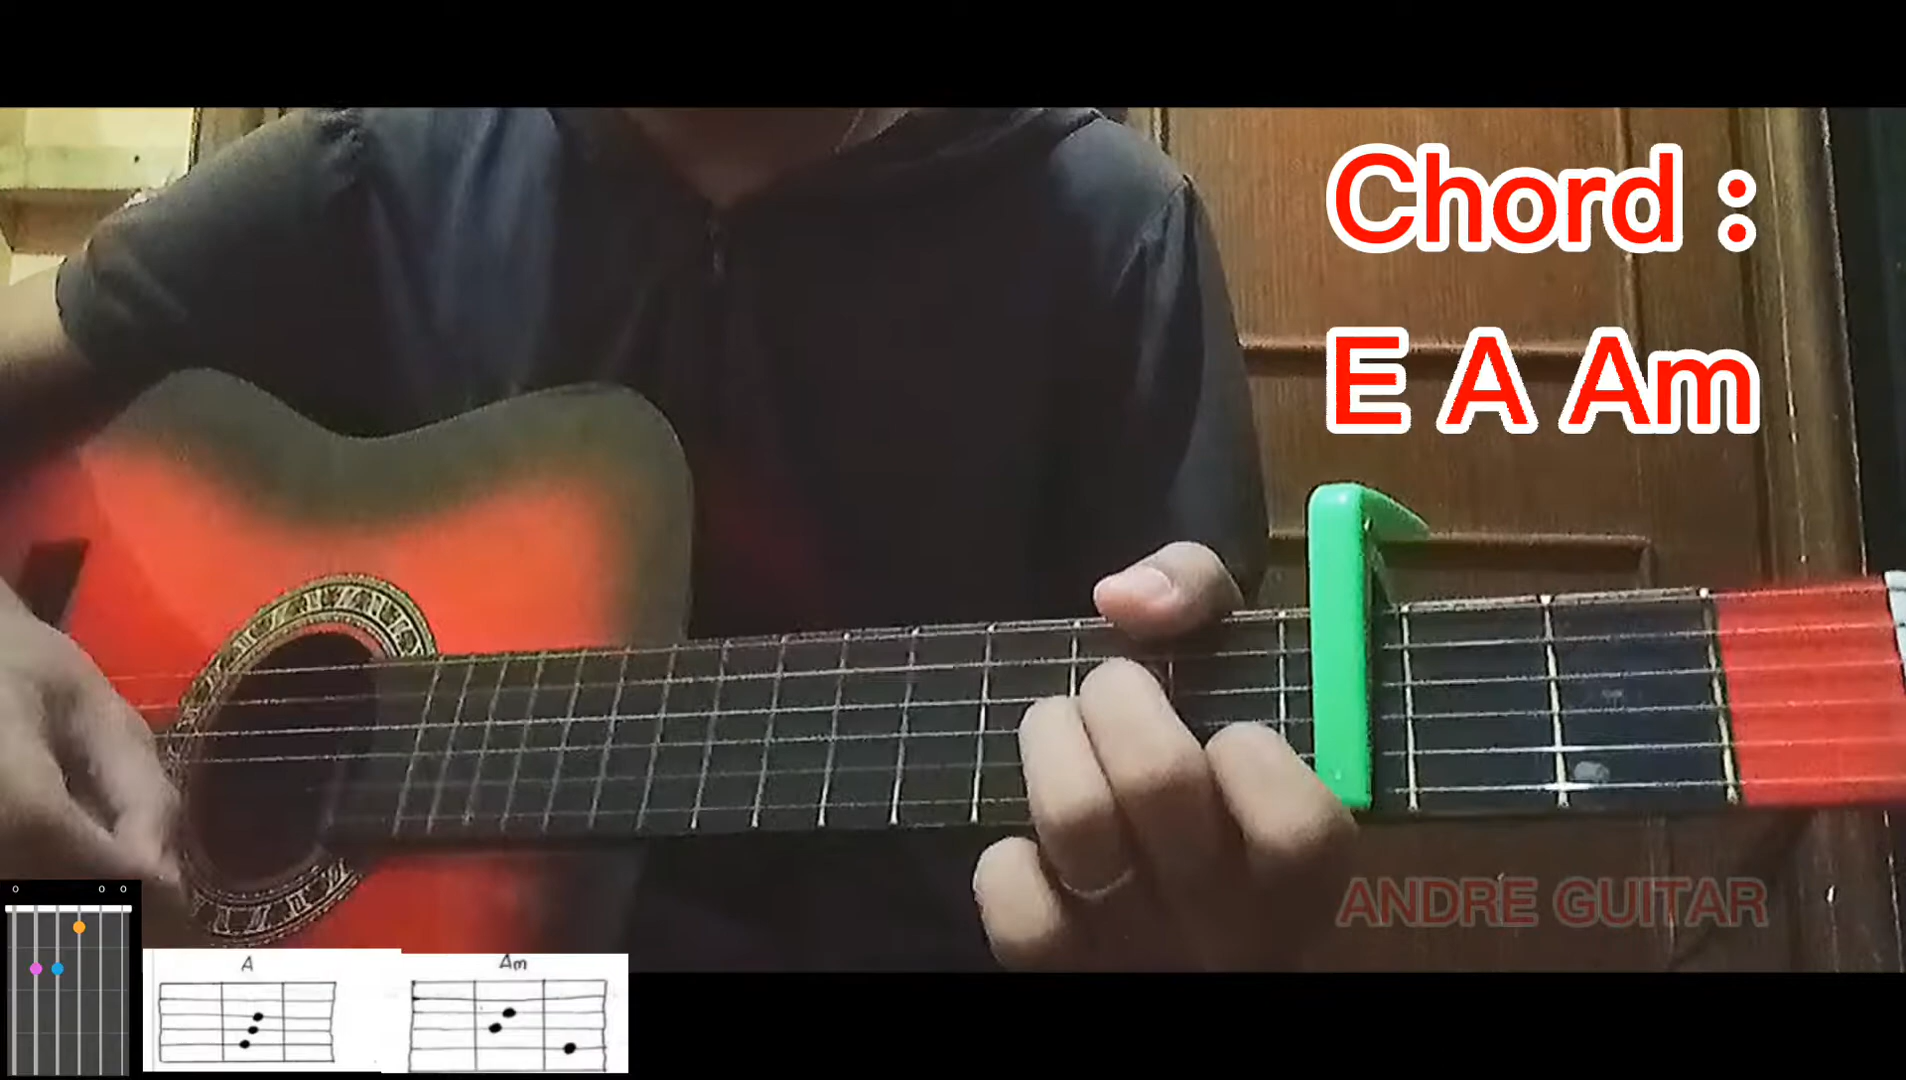 Chord :
E A Am
ANDRE GUITAR
o o o
A
Am